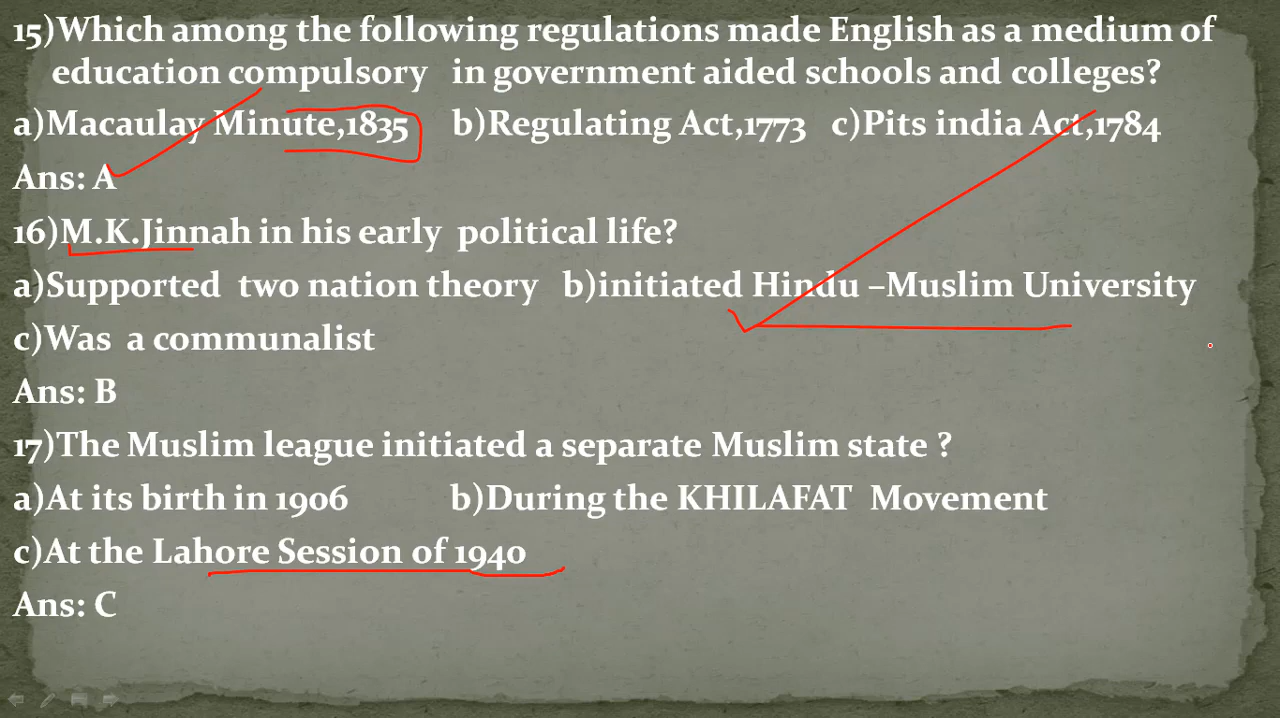 15)Which among the following regulations made English as a medium of
education compulsory in government aided schools and colleges?
a)Macaulay Minute,1835 b)Regulating Act,1773 c)Pits india Act,1784
Ans: A
16)M.K.Jinnah in his early political life?
a)Supported two nation theory b)initiated Hindu –Muslim University
c)Was a communalist
Ans: B
17)The Muslim league initiated a separate Muslim state ?
a)At its birth in 1906 b)During the KHILAFAT Movement
c)At the Lahore Session of 1940
Ans: C